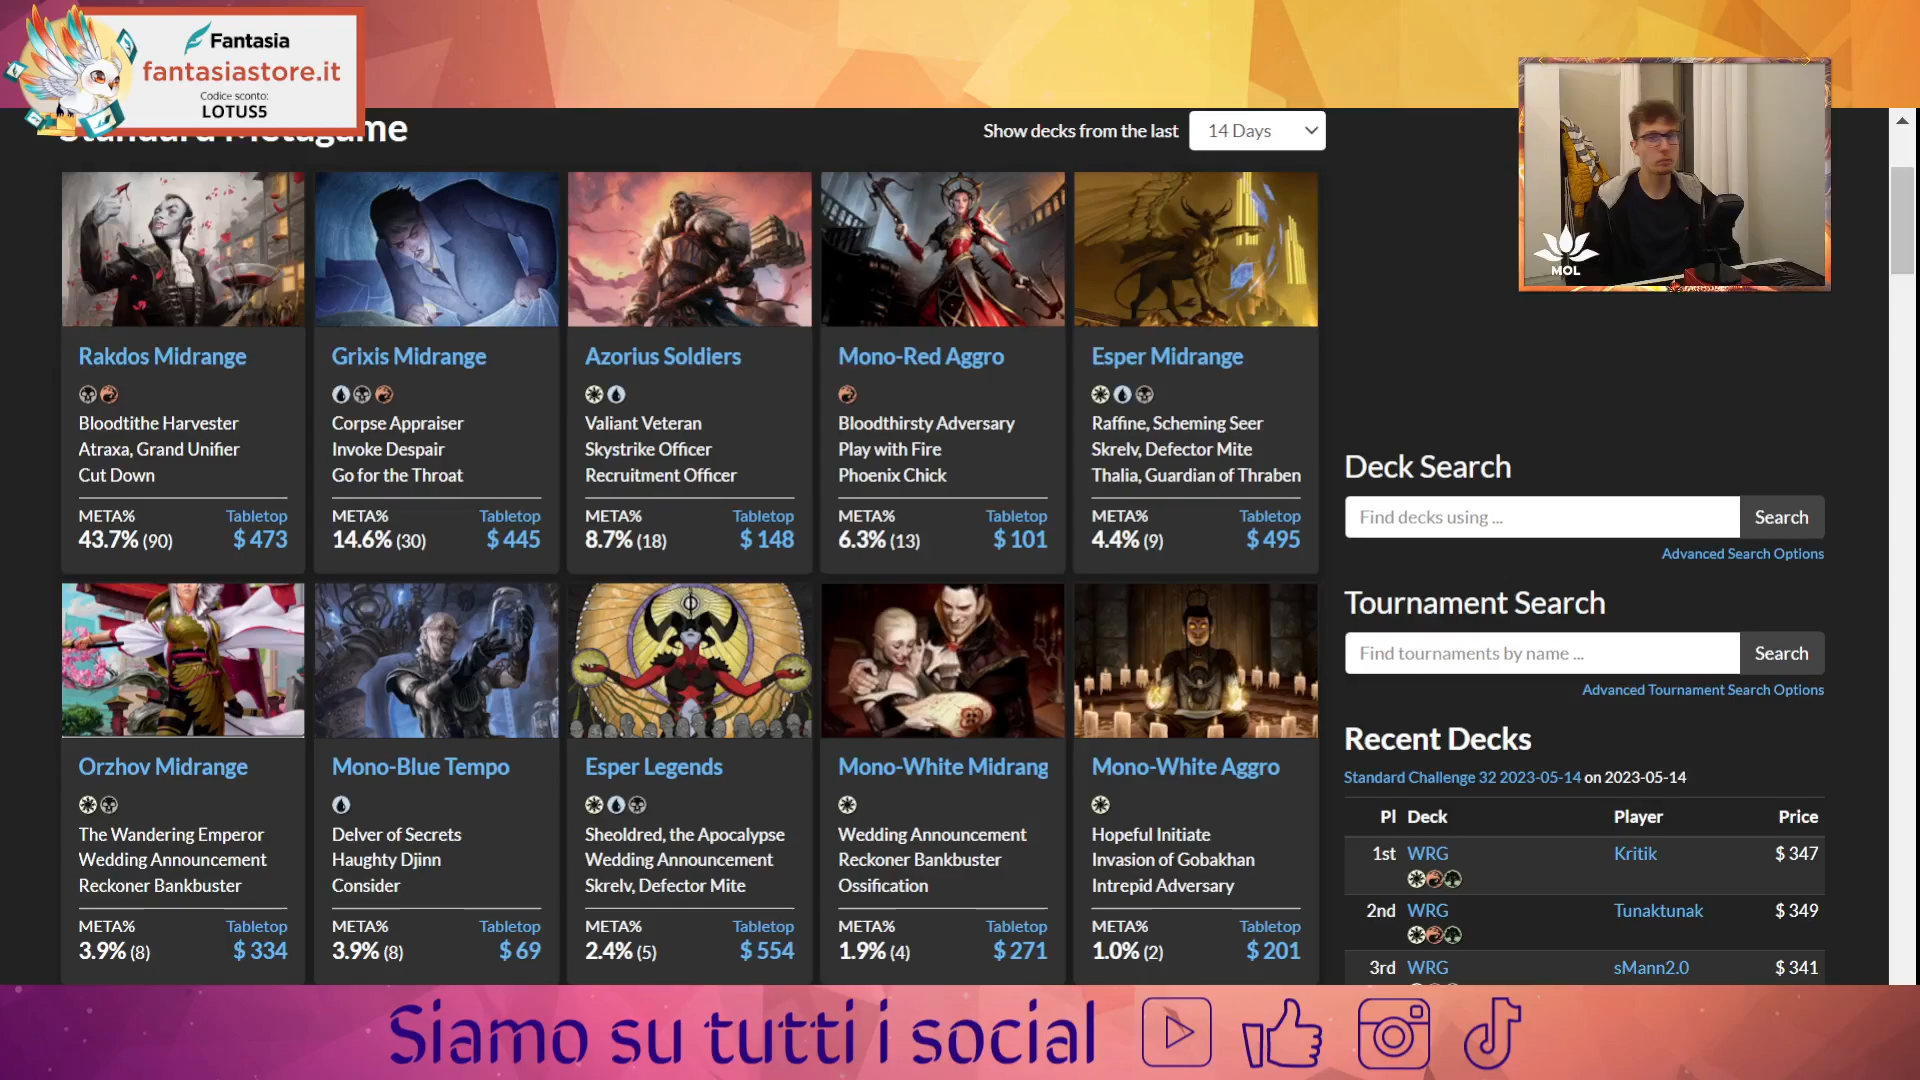 Fantasia
fantasiastore.it
Codice sconto:
LOTUS5
Standard Metagame
Show decks from the last
14 Days
Rakdos Midrange
Bloodtithe Harvester
Atraxa, Grand Unifier
Cut Down
META% Tabletop
43.7% (90) $ 473
Grixis Midrange
Corpse Appraiser
Invoke Despair
Go for the Throat
META% Tabletop
14.6% (30) $ 445
Azorius Soldiers
Valiant Veteran
Skystrike Officer
Recruitment Officer
META% Tabletop
8.7% (18) $ 148
Mono-Red Aggro
Bloodthirsty Adversary
Play with Fire
Phoenix Chick
META% Tabletop
6.3% (13) $ 101
Esper Midrange
Raffine, Scheming Seer
Skrelv, Defector Mite
Thalia, Guardian of Thraben
META% Tabletop
4.4% (9) $ 495
Orzhov Midrange
The Wandering Emperor
Wedding Announcement
Reckoner Bankbuster
META% Tabletop
3.9% (8) $ 334
Mono-Blue Tempo
Delver of Secrets
Haughty Djinn
Consider
META% Tabletop
3.9% (8) $ 69
Esper Legends
Sheoldred, the Apocalypse
Wedding Announcement
Skrelv, Defector Mite
META% Tabletop
2.4% (5) $ 554
Mono-White Midrang
Wedding Announcement
Reckoner Bankbuster
Ossification
META% Tabletop
1.9% (4) $ 271
Mono-White Aggro
Hopeful Initiate
Invasion of Gobakhan
Intrepid Adversary
META% Tabletop
1.0% (2) $ 201
MOL
Deck Search
Find decks using ... Search
Advanced Search Options
Tournament Search
Find tournaments by name ... Search
Advanced Tournament Search Options
Recent Decks
Standard Challenge 32 2023-05-14 on 2023-05-14
Pl Deck Player Price
1st WRG Kritik $ 347
2nd WRG Tunaktunak $ 349
3rd WRG sMann2.0 $ 341
Siamo su tutti i social